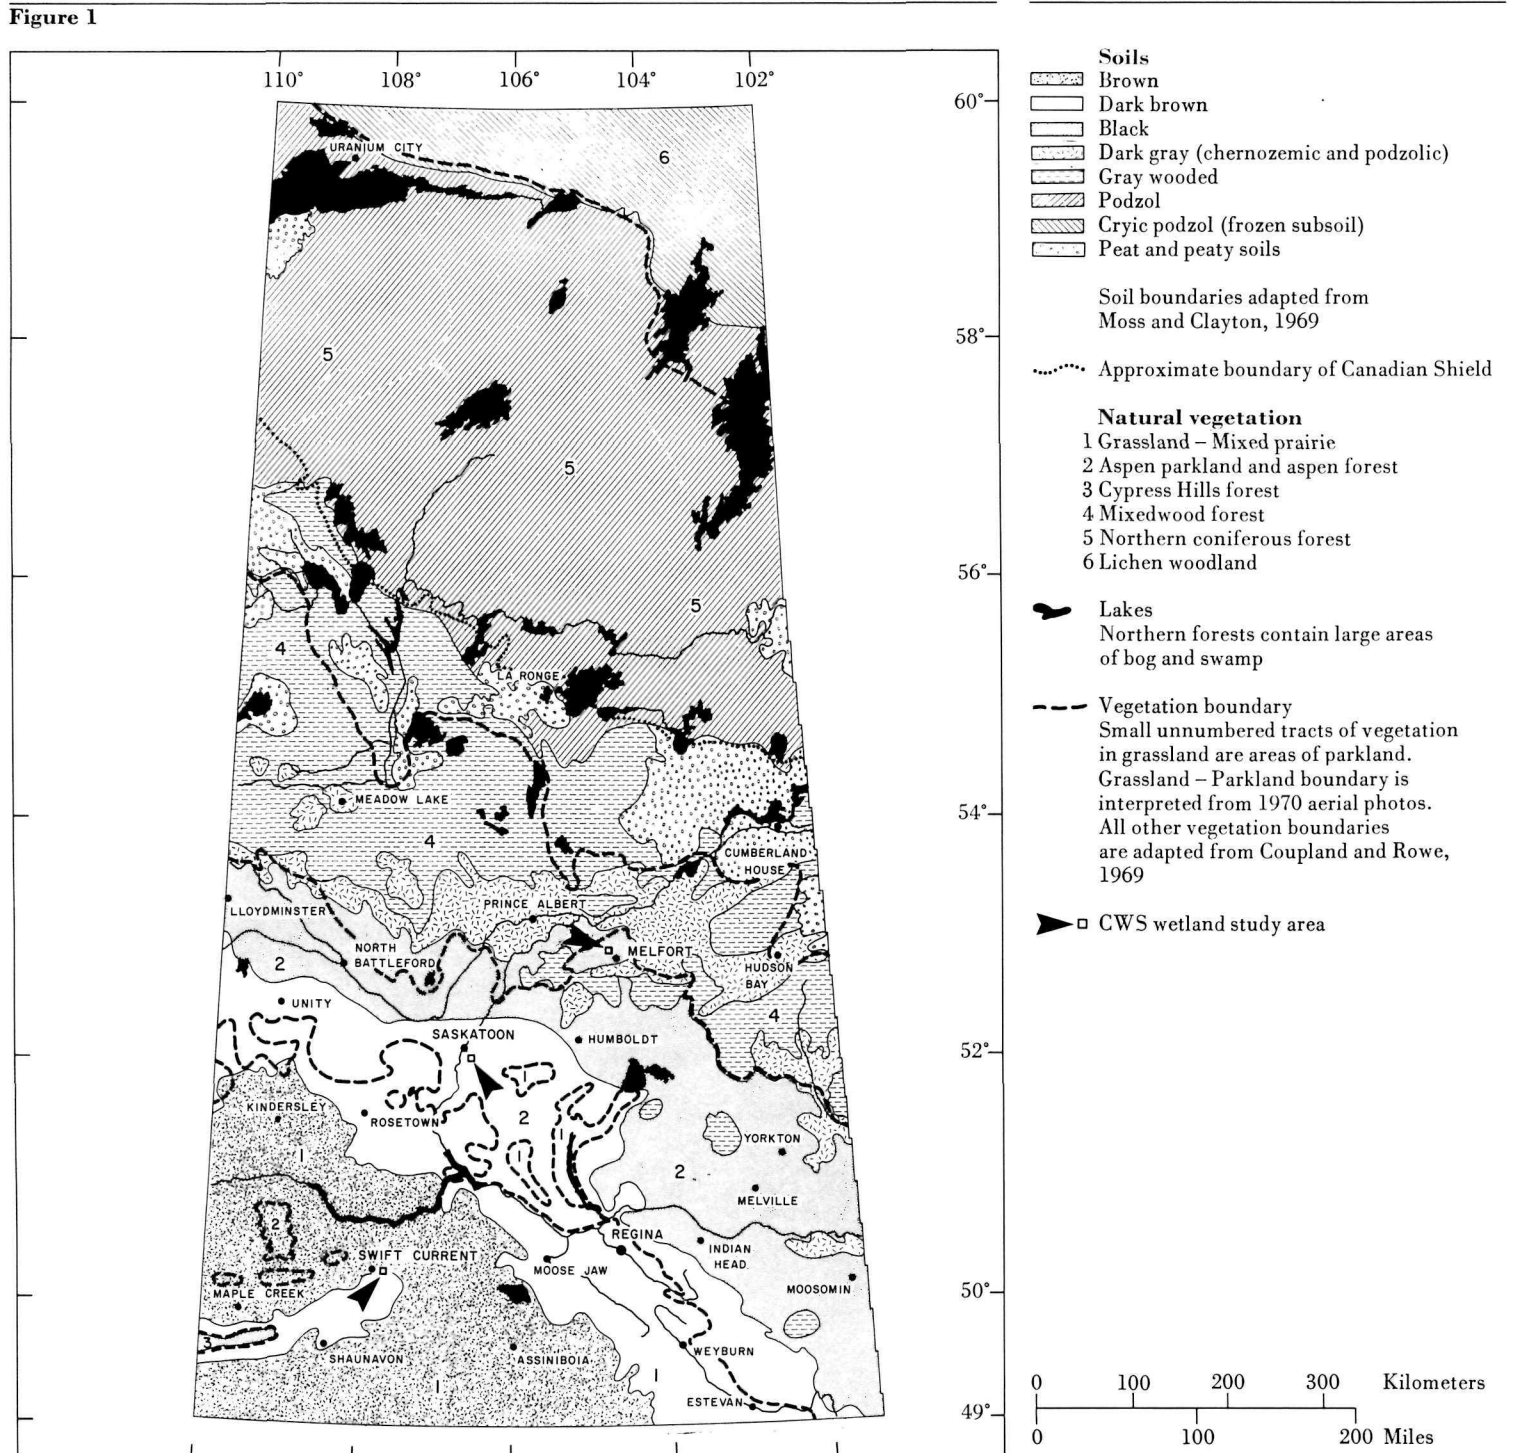 Figure 1
110° 108° 106° 104° 102°
60°
58°
56°
54°
52°
50°
49°
URANIUM CITY
6
5
5
5
4
LA RONGE
MEADOW LAKE
4
CUMBERLAND
HOUSE
LLOYDMINSTER
PRINCE ALBERT
NORTH
BATTLEFORD
MELFORT
HUDSON
BAY
2
UNITY
4
SASKATOON
HUMBOLDT
1
KINDERSLEY
ROSETOWN
2
1
YORKTON
1
1
2
MELVILLE
2
REGINA
SWIFT CURRENT
INDIAN
HEAD
MOOSE JAW
MAPLE CREEK
MOOSOMIN
3
SHAUNAVON
ASSINIBOIA
WEYBURN
1
1
ESTEVAN
Soils
Brown
Dark brown
Black
Dark gray (chernozemic and podzolic)
Gray wooded
Podzol
Cryic podzol (frozen subsoil)
Peat and peaty soils
Soil boundaries adapted from
Moss and Clayton, 1969
Approximate boundary of Canadian Shield
Natural vegetation
1 Grassland – Mixed prairie
2 Aspen parkland and aspen forest
3 Cypress Hills forest
4 Mixedwood forest
5 Northern coniferous forest
6 Lichen woodland
Lakes
Northern forests contain large areas
of bog and swamp
Vegetation boundary
Small unnumbered tracts of vegetation
in grassland are areas of parkland.
Grassland – Parkland boundary is
interpreted from 1970 aerial photos.
All other vegetation boundaries
are adapted from Coupland and Rowe,
1969
CWS wetland study area
0 100 200 300 Kilometers
0 100 200 Miles